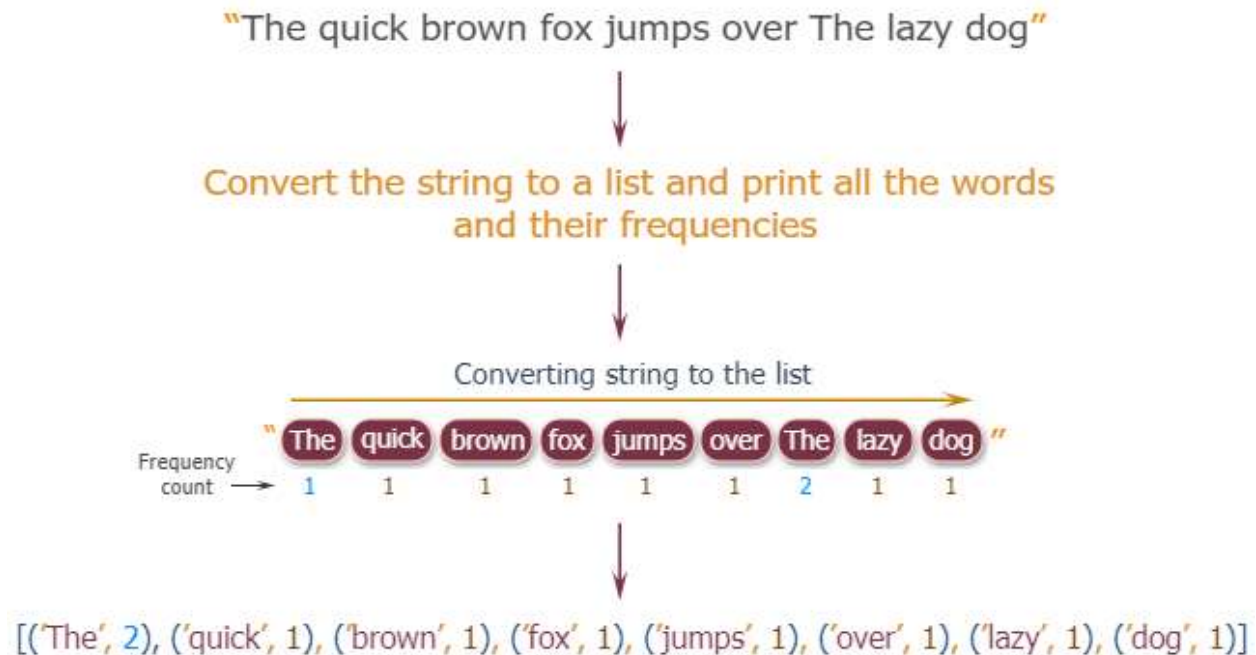 “The quick brown fox jumps over The lazy dog”
Convert the string to a list and print all the words
and their frequencies
Converting string to the list
“ The quick brown fox jumps over The lazy dog ”
Frequency
count 1 1 1 1 1 1 2 1 1
[('The', 2), ('quick', 1), ('brown', 1), ('fox', 1), ('jumps', 1), ('over', 1), ('lazy', 1), ('dog', 1)]